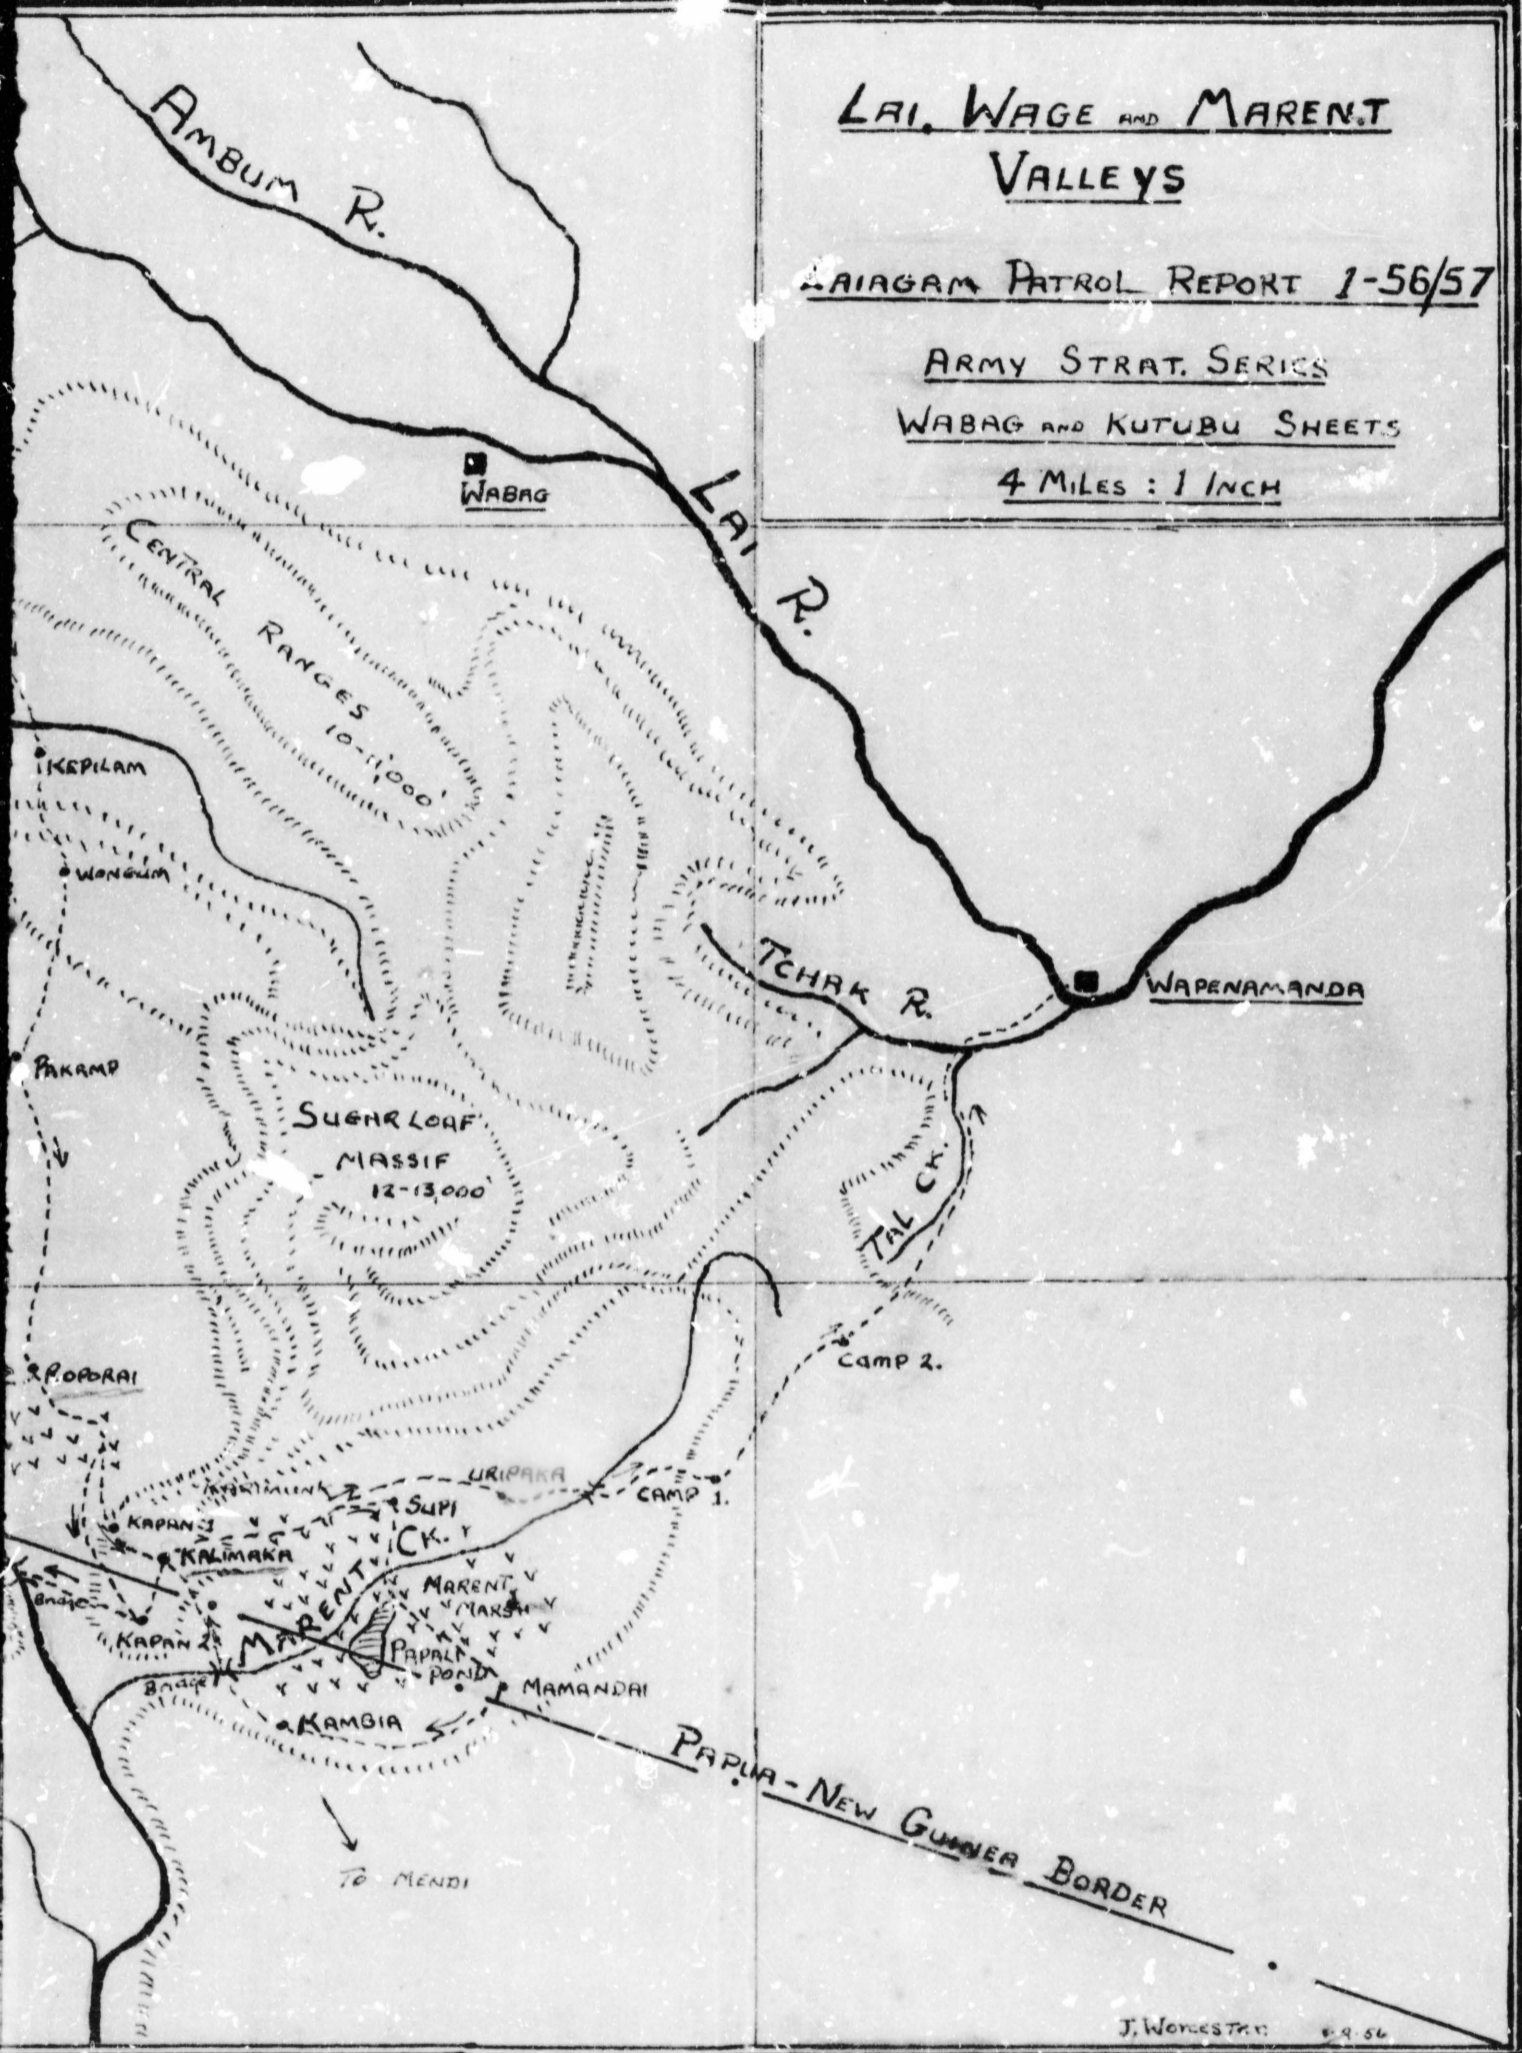 LAI, WAGE AND MARENT
VALLEYS
LAIAGAM PATROL REPORT 1-56/57
ARMY STRAT. SERIES
WABAG AND KUTUBU SHEETS
4 MILES : 1 INCH
AMBUM R.
WABAG
LAI R.
CENTRAL RANGES
10-11,000'
KEPILAM
WONGUM
TCHAK R.
WAPENAMANDA
PAKAMP
SUGARLOAF
MASSIF
12-13,000'
TAL CK.
CAMP 2.
POPORAI
URIPAKA
CAMP 1.
SUPI
KAPAN 1
KALIMAKA
MARENT CK.
MARENT
MARSH
Bridge
KAPAN 2
PAPALI
POND
Bridge
MAMANDAI
KAMBIA
PAPUA-NEW GUINEA BORDER
TO MENDI
J. WORCESTER